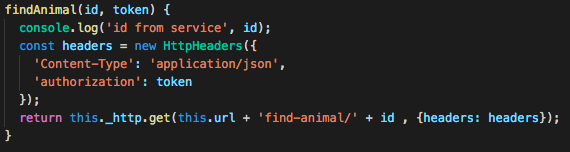 findAnimal(id, token) {
  console.log('id from service', id);
  const headers = new HttpHeaders({
    'Content-Type': 'application/json',
    'authorization': token
  });
  return this._http.get(this.url + 'find-animal/' + id , {headers: headers});
}